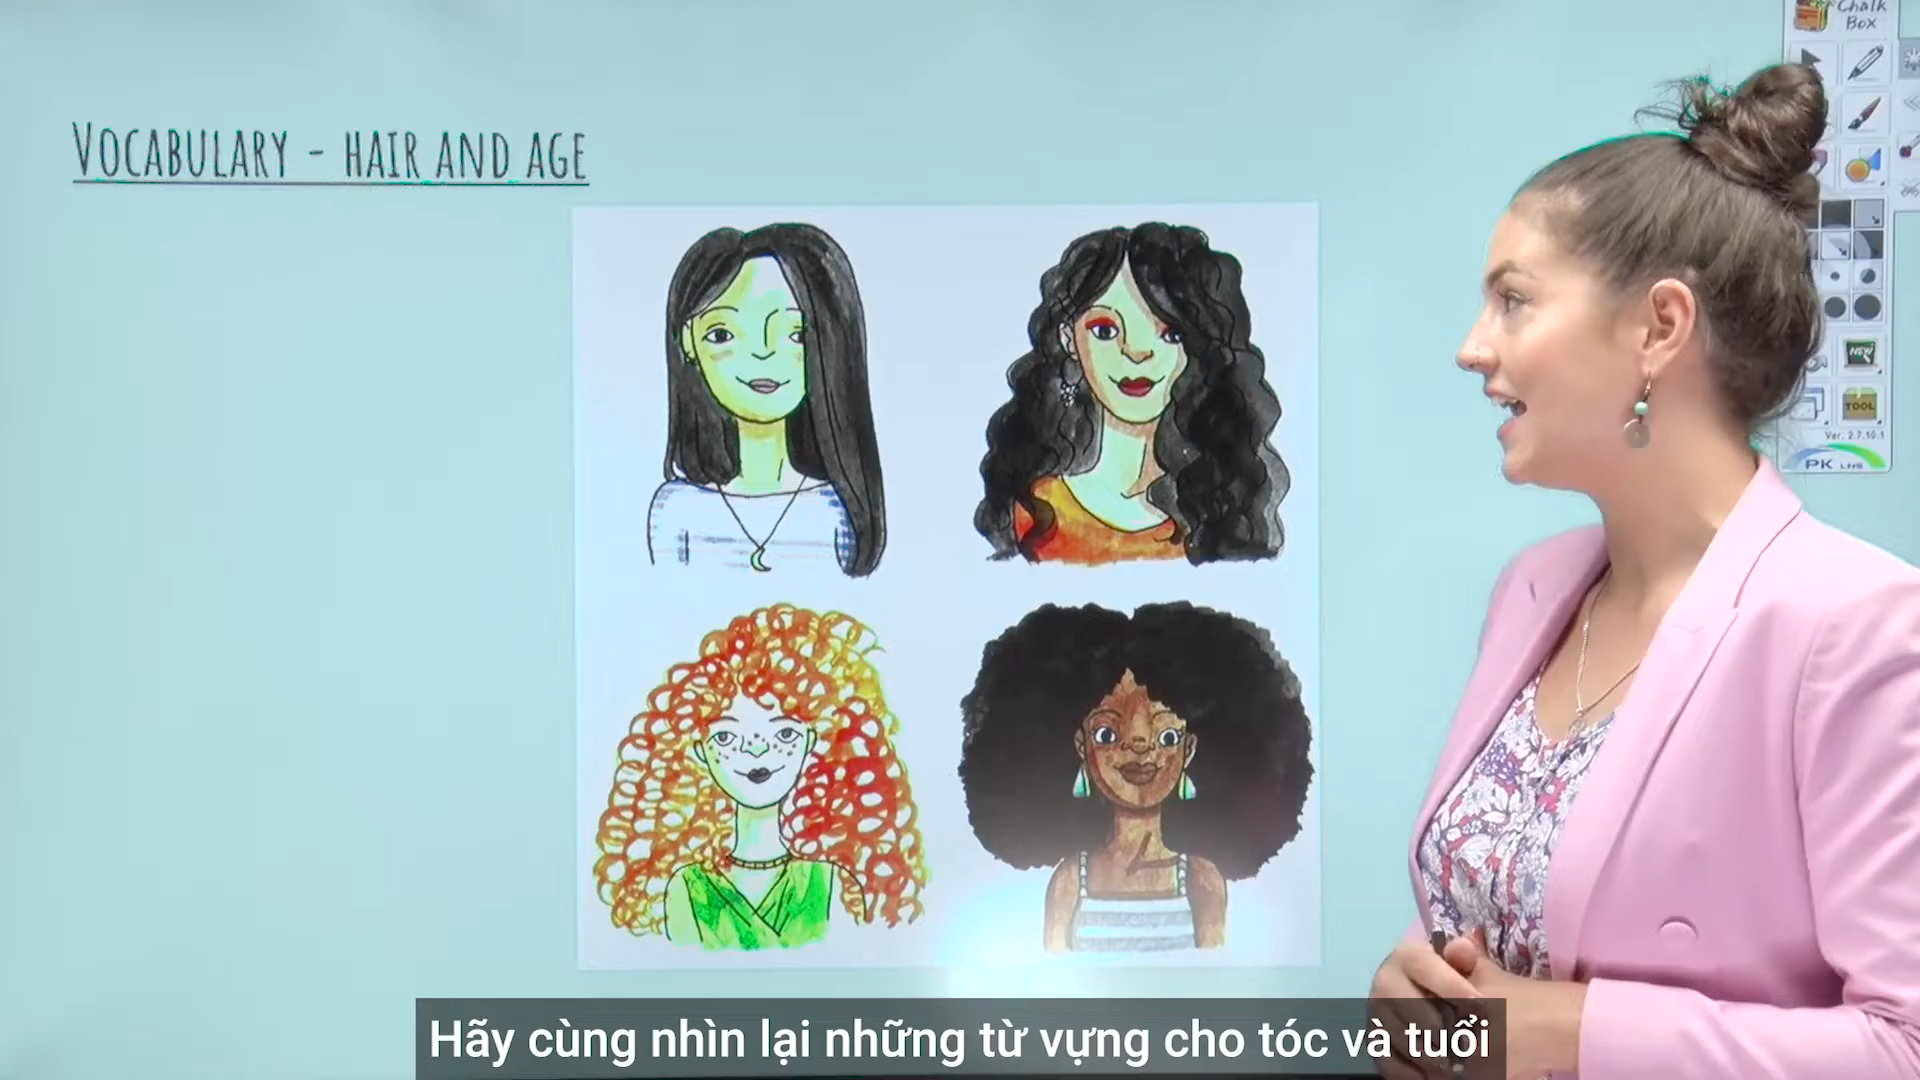 Chalk
Box
VOCABULARY - HAIR AND AGE
NEW
TOOL
Ver. 2.7.10.1
PK LNS
Hãy cùng nhìn lại những từ vựng cho tóc và tuổi